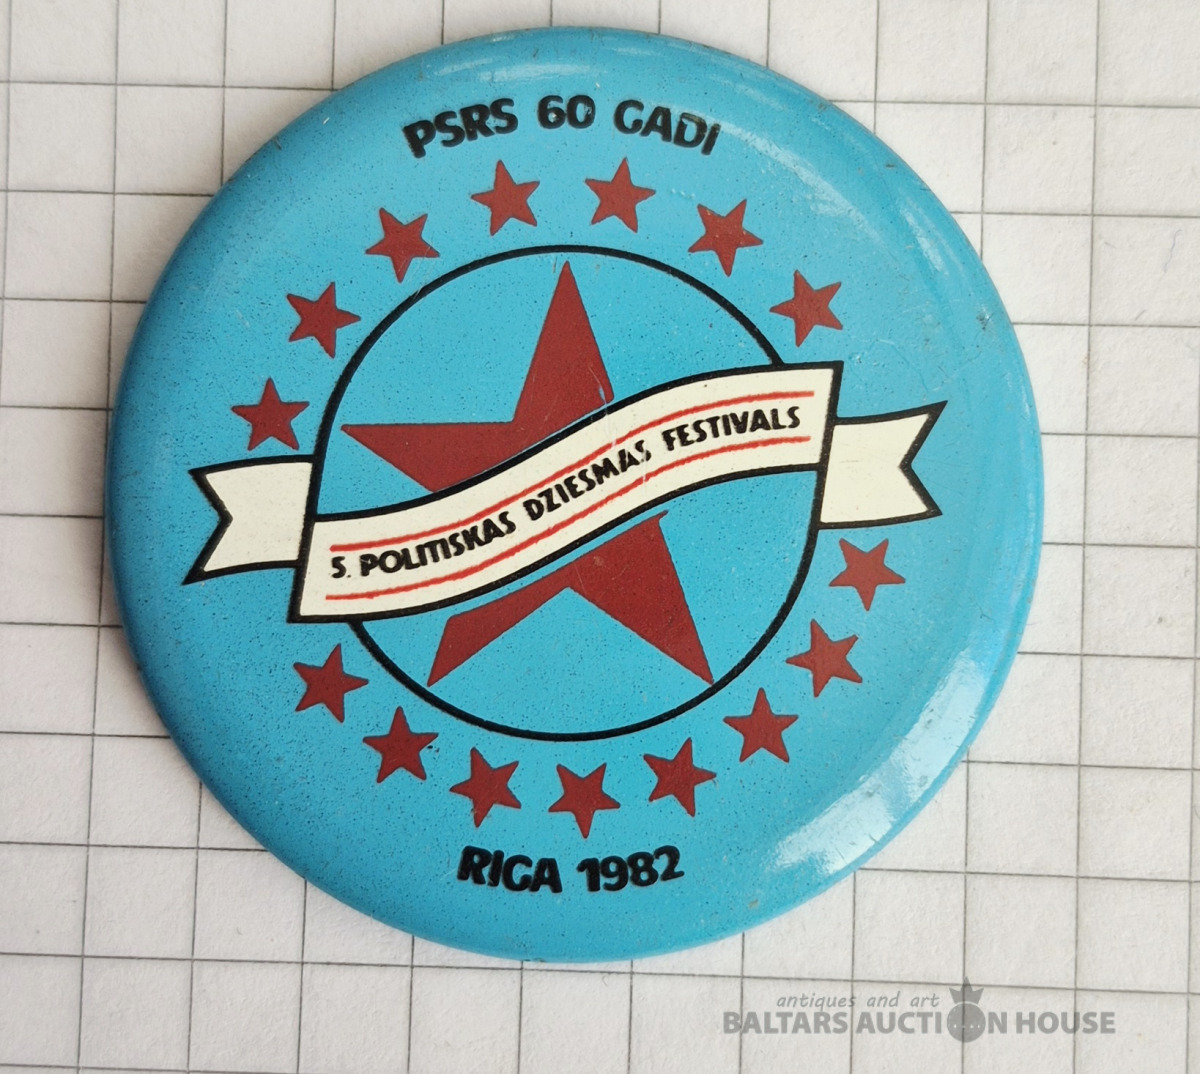 PSRS 60 GADI
5. POLITISKAS DZIESMAS FESTIVALS
RIGA 1982
antiques and art
BALTARS AUCTION HOUSE